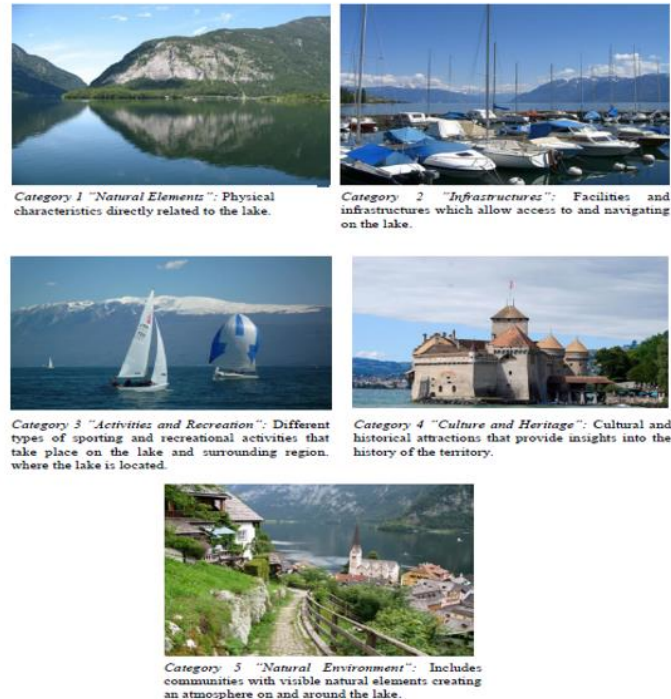 Category 1 "Natural Elements": Physical
characteristics directly related to the lake.
Category 2 "Infrastructures": Facilities and
infrastructures which allow access to and navigating
on the lake.
Category 3 "Activities and Recreation": Different
types of sporting and recreational activities that
take place on the lake and surrounding region.
where the lake is located.
Category 4 "Culture and Heritage": Cultural and
historical attractions that provide insights into the
history of the territory.
Category 5 "Natural Environment": Includes
communities with visible natural elements creating
an atmosphere on and around the lake.